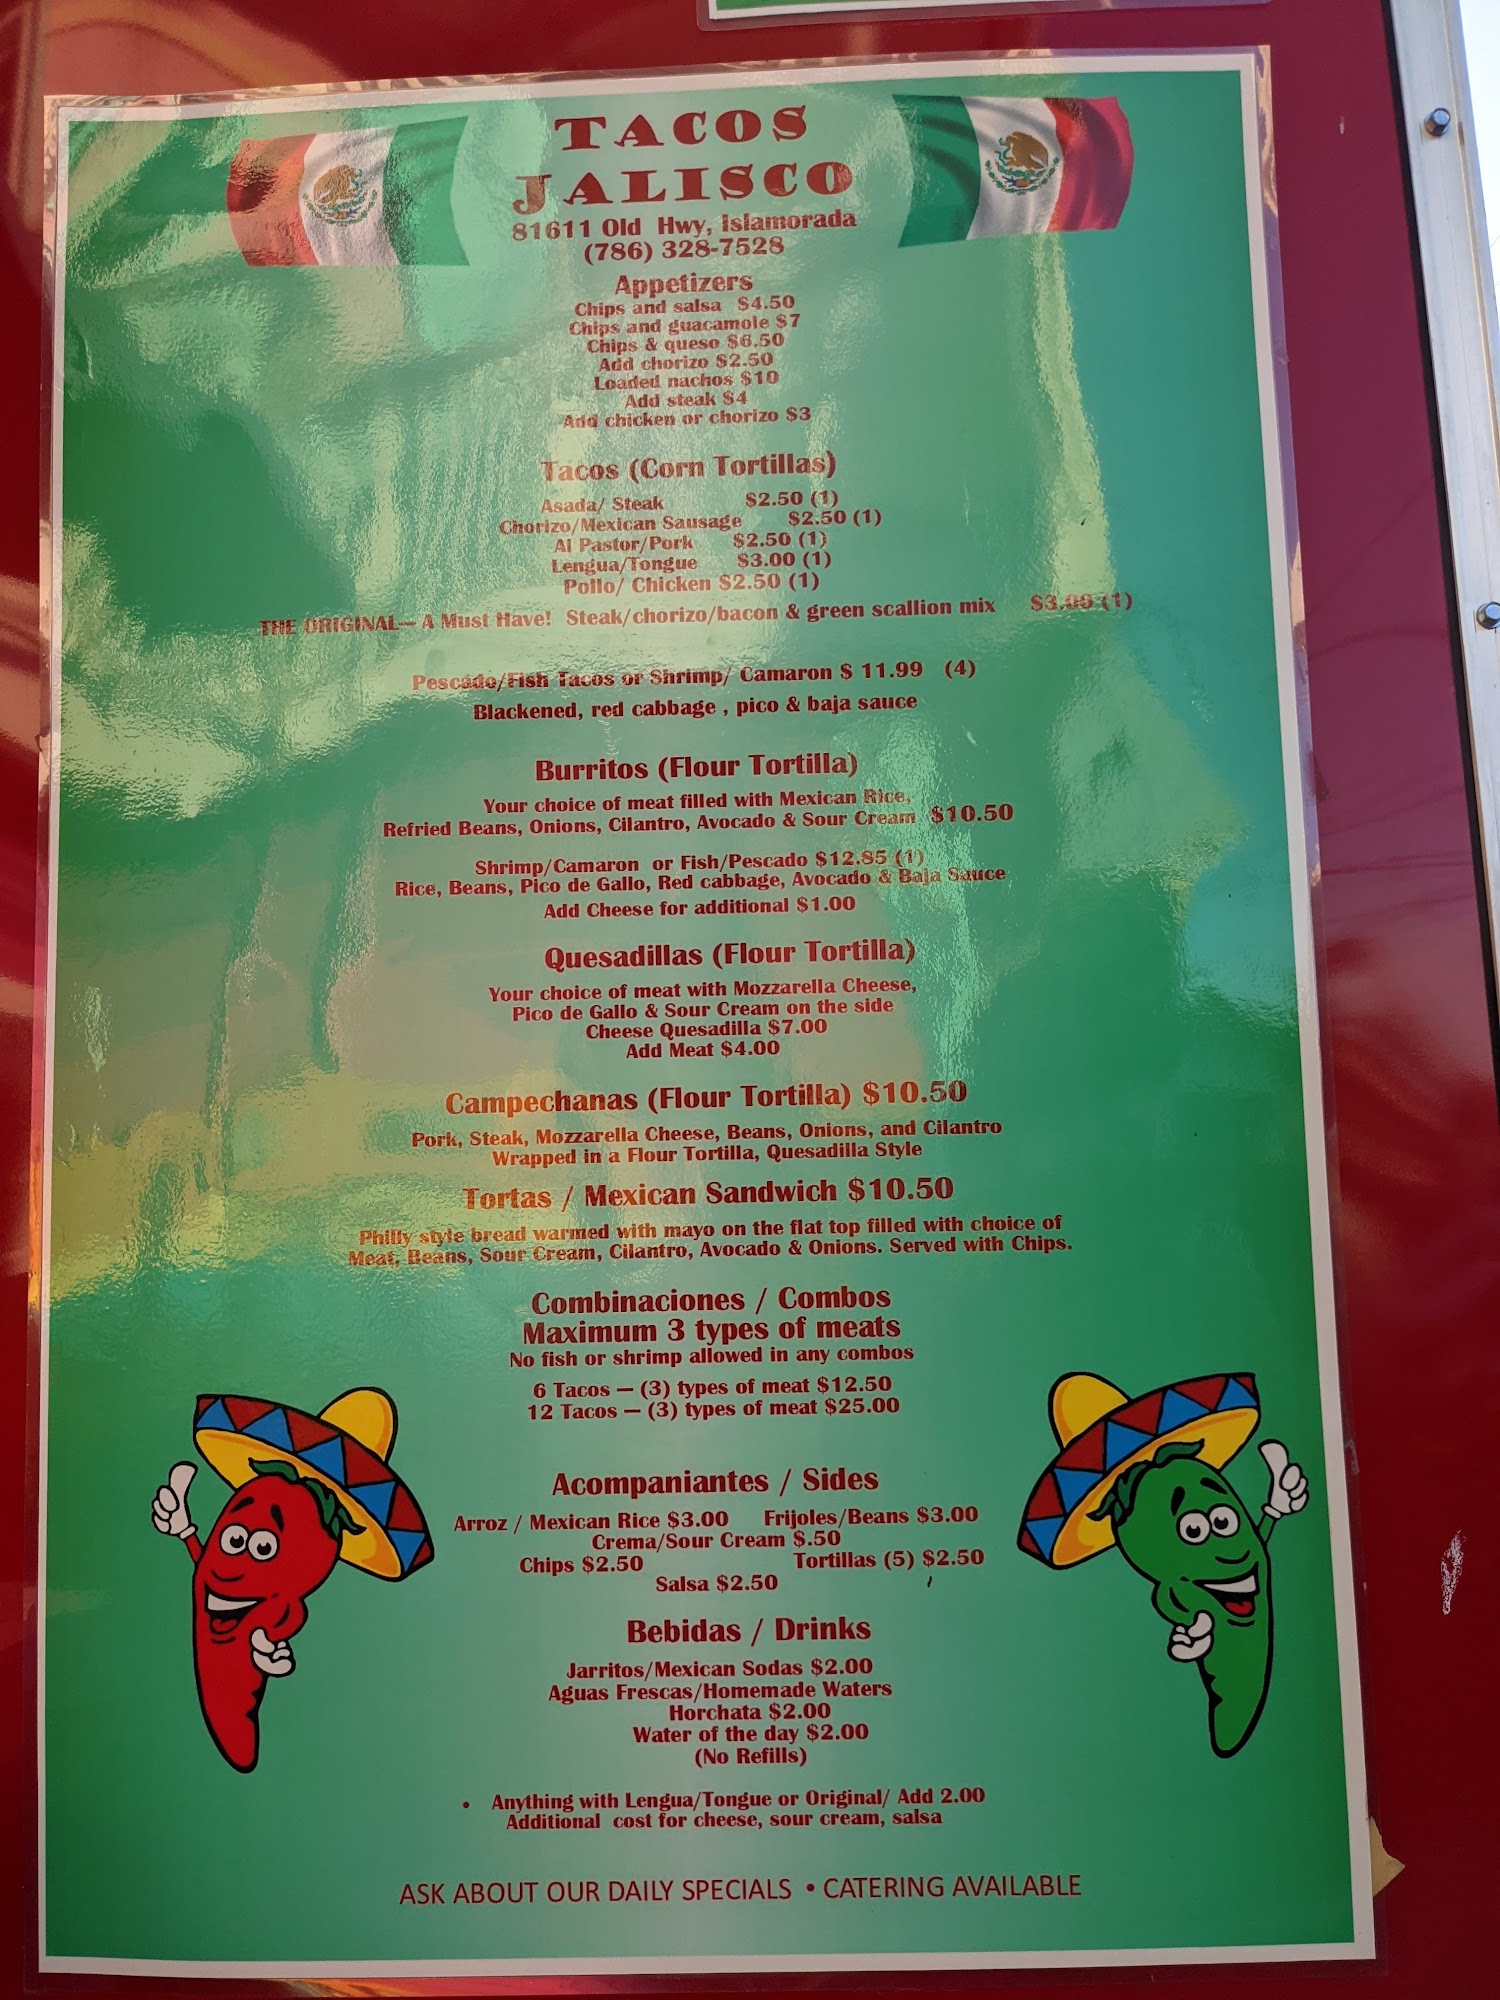 TACOS
JALISCO
81611 Old Hwy, Islamorada
(786) 328-7528
Appetizers
Chips and salsa $4.50
Chips and guacamole $7
Chips & queso $6.50
Add chorizo $2.50
Loaded nachos $10
Add steak $4
Add chicken or chorizo $3
Tacos (Corn Tortillas)
Asada/ Steak $2.50 (1)
Chorizo/Mexican Sausage $2.50 (1)
Al Pastor/Pork $2.50 (1)
Lengua/Tongue $3.00 (1)
Pollo/ Chicken $2.50 (1)
THE ORIGINAL— A Must Have! Steak/chorizo/bacon & green scallion mix $3.00 (1)
Pescado/Fish Tacos or Shrimp/ Camaron $ 11.99 (4)
Blackened, red cabbage , pico & baja sauce
Burritos (Flour Tortilla)
Your choice of meat filled with Mexican Rice,
Refried Beans, Onions, Cilantro, Avocado & Sour Cream $10.50
Shrimp/Camaron or Fish/Pescado $12.85 (1)
Rice, Beans, Pico de Gallo, Red cabbage, Avocado & Baja Sauce
Add Cheese for additional $1.00
Quesadillas (Flour Tortilla)
Your choice of meat with Mozzarella Cheese,
Pico de Gallo & Sour Cream on the side
Cheese Quesadilla $7.00
Add Meat $4.00
Campechanas (Flour Tortilla) $10.50
Pork, Steak, Mozzarella Cheese, Beans, Onions, and Cilantro
Wrapped in a Flour Tortilla, Quesadilla Style
Tortas / Mexican Sandwich $10.50
Philly style bread warmed with mayo on the flat top filled with choice of
Meat, Beans, Sour Cream, Cilantro, Avocado & Onions. Served with Chips.
Combinaciones / Combos
Maximum 3 types of meats
No fish or shrimp allowed in any combos
6 Tacos — (3) types of meat $12.50
12 Tacos — (3) types of meat $25.00
Acompaniantes / Sides
Arroz / Mexican Rice $3.00 Frijoles/Beans $3.00
Crema/Sour Cream $.50
Chips $2.50 Tortillas (5) $2.50
Salsa $2.50
Bebidas / Drinks
Jarritos/Mexican Sodas $2.00
Aguas Frescas/Homemade Waters
Horchata $2.00
Water of the day $2.00
(No Refills)
• Anything with Lengua/Tongue or Original/ Add 2.00
Additional cost for cheese, sour cream, salsa
ASK ABOUT OUR DAILY SPECIALS • CATERING AVAILABLE